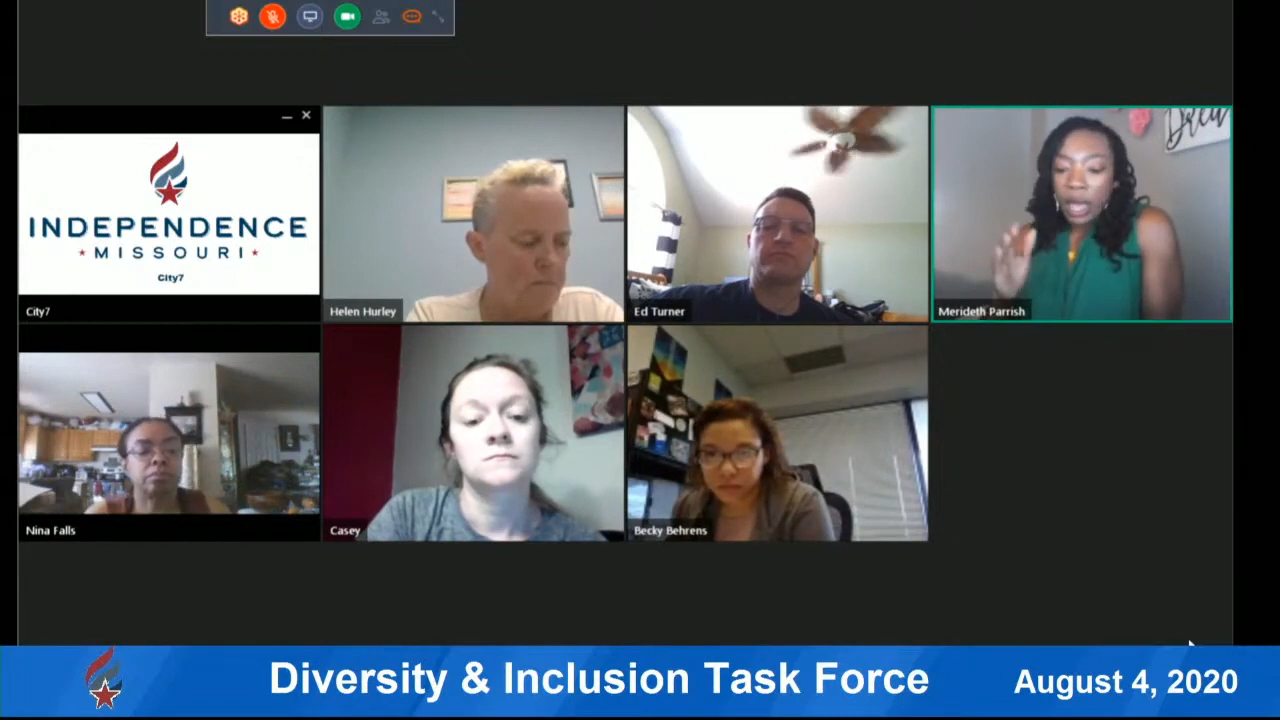 Drea
INDEPENDENCE
MISSOURI
City7
City7
Helen Hurley
Ed Turner
Merideth Parrish
Nina Falls
Casey
Becky Behrens
Diversity & Inclusion Task Force
August 4, 2020